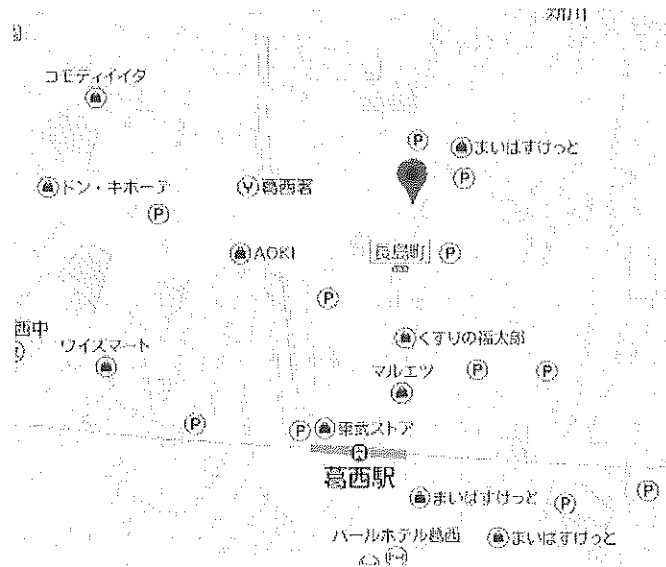 新川
コモディイイダ
P
まいばすけっと
P
ドン・キホーテ
Y 葛西署
P
AOKI
長島町
P
P
西中
ワイズマート
くすりの福太郎
マルエツ
P
P
P
P
東武ストア
葛西駅
まいばすけっと
P
P
パールホテル葛西
まいばすけっと